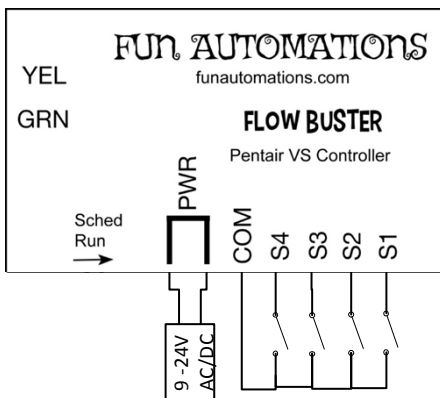 FUN AUTOMATIONS
funautomations.com
YEL
GRN
FLOW BUSTER
Pentair VS Controller
PWR
Sched
Run
COM
S4
S3
S2
S1
9 -24V
AC/DC